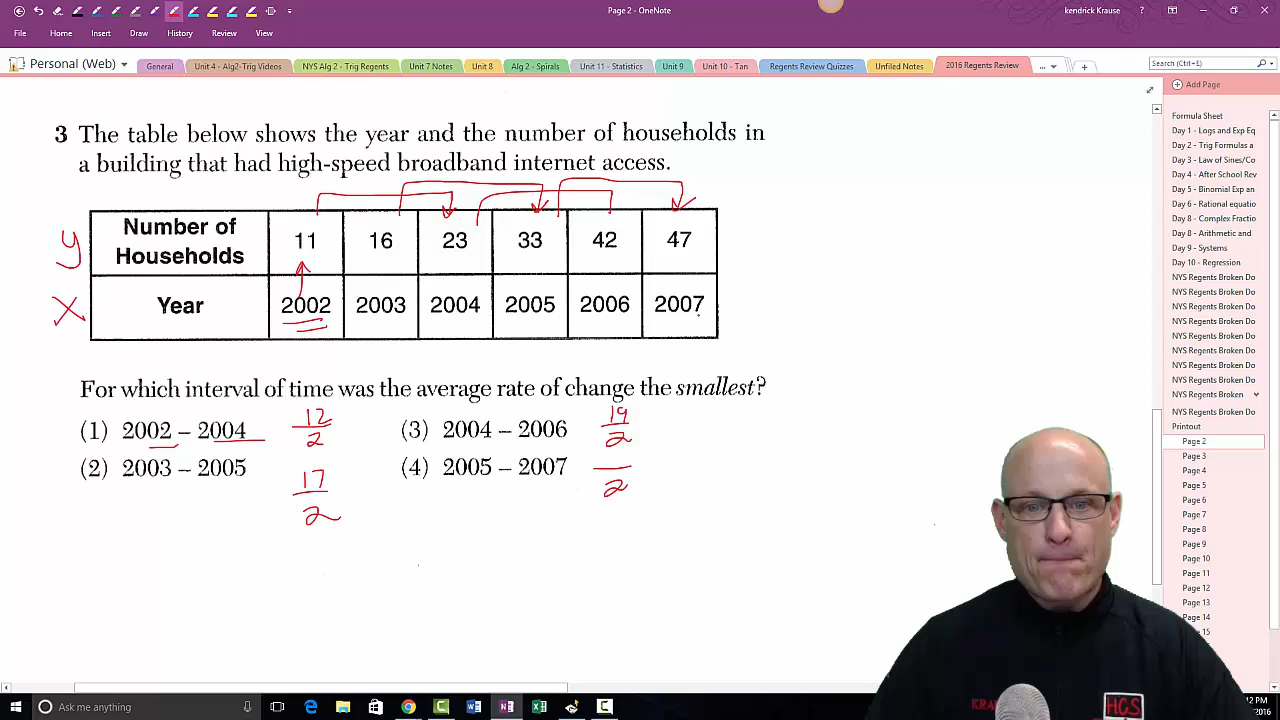 Page 2 - OneNote
kendrick Krause
File Home Insert Draw History Review View
Personal (Web)
General
Unit 4 - Alg2-Trig Videos
NYS Alg 2 - Trig Regents
Unit 7 Notes
Unit 8
Alg 2 - Spirals
Unit 11 - Statistics
Unit 9
Unit 10 - Tan
Regents Review Quizzes
Unfiled Notes
2016 Regents Review
...
Search (Ctrl+E)
3 The table below shows the year and the number of households in
a building that had high-speed broadband internet access.
y Number of Households 11 16 23 33 42 47
x Year 2002 2003 2004 2005 2006 2007
For which interval of time was the average rate of change the smallest?
(1) 2002 – 2004 12/2 (3) 2004 – 2006 19/2
(2) 2003 – 2005 17/2 (4) 2005 – 2007 /2
Add Page
Formula Sheet
Day 1 - Logs and Exp Eq
Day 2 - Trig Formulas a
Day 3 - Law of Sines/Co
Day 4 - After School Rev
Day 5 - Binomial Exp an
Day 6 - Rational equatio
Day 8 - Complex Fractio
Day 8 - Arithmetic and
Day 9 - Systems
Day 10 - Regression
NYS Regents Broken Do
NYS Regents Broken Do
NYS Regents Broken Do
NYS Regents Broken Do
NYS Regents Broken Do
NYS Regents Broken Do
NYS Regents Broken Do
NYS Regents Broken Do
NYS Regents Broken
NYS Regents Broken Do
Printout
Page 2
Page 3
Page 4
Page 5
Page 6
Page 7
Page 8
Page 9
Page 10
Page 11
Page 12
Page 13
Page 14
15
KRA
HCS
Ask me anything
12 PM
2016